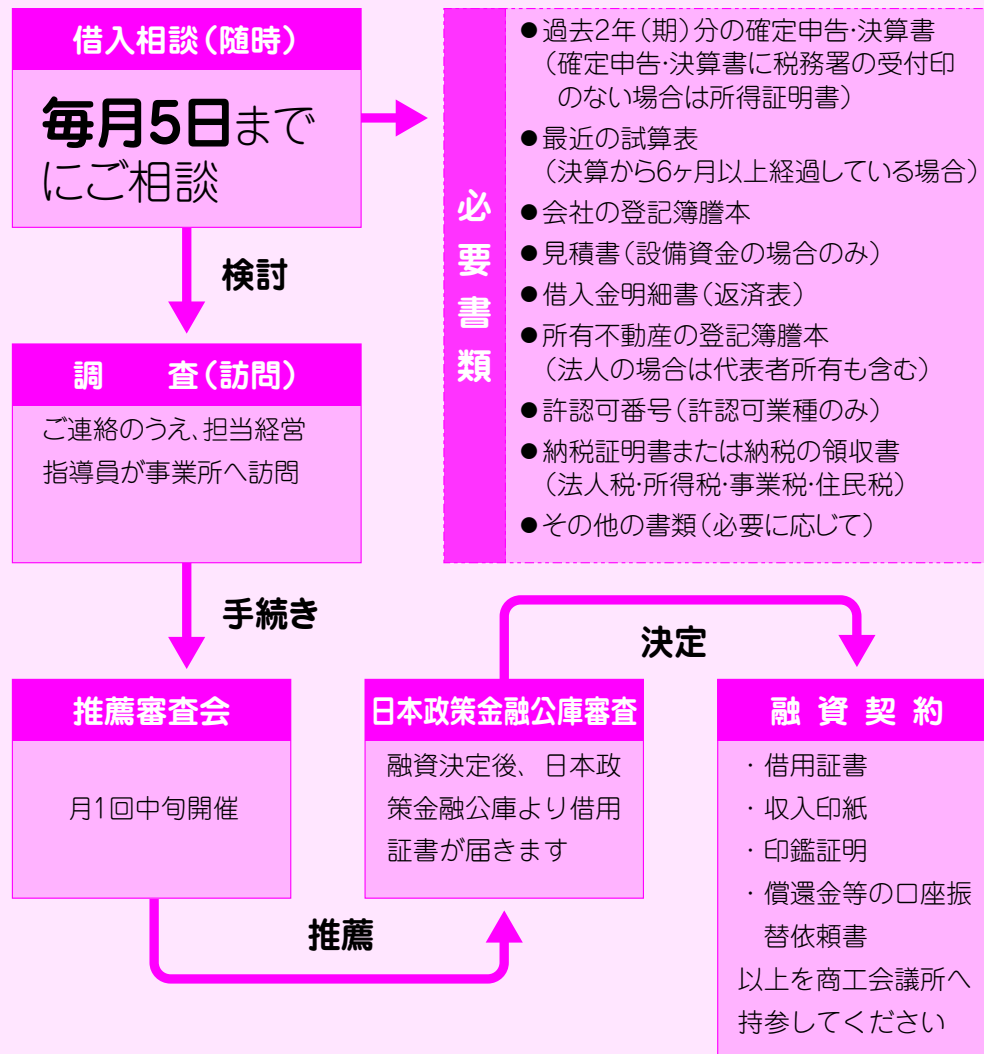 借入相談（随時）
毎月5日まで
にご相談
必要書類
●過去2年（期）分の確定申告・決算書
（確定申告・決算書に税務署の受付印
のない場合は所得証明書）
●最近の試算表
（決算から6ヶ月以上経過している場合）
●会社の登記簿謄本
●見積書（設備資金の場合のみ）
●借入金明細書（返済表）
●所有不動産の登記簿謄本
（法人の場合は代表者所有も含む）
●許認可番号（許認可業種のみ）
●納税証明書または納税の領収書
（法人税・所得税・事業税・住民税）
●その他の書類（必要に応じて）
検討
調　査（訪問）
ご連絡のうえ、担当経営
指導員が事業所へ訪問
手続き
推薦審査会
月1回中旬開催
推薦
日本政策金融公庫審査
融資決定後、日本政
策金融公庫より借用
証書が届きます
決定
融資契約
・借用証書
・収入印紙
・印鑑証明
・償還金等の口座振
替依頼書
以上を商工会議所へ
持参してください